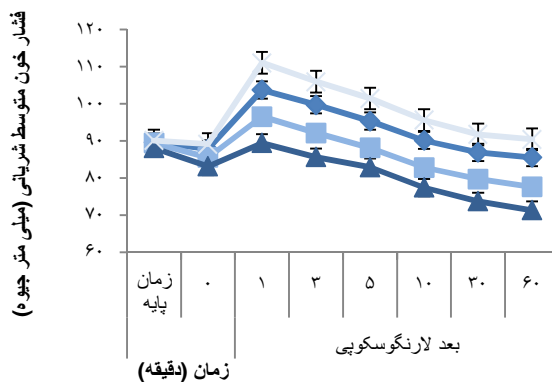 فشار خون متوسط شریانی (میلی متر جیوه)
۱۲۰
۱۱۰
۱۰۰
۹۰
۸۰
۷۰
۶۰
زمان
پایه
۰
۱
۳
۵
۱۰
۳۰
۶۰
بعد لارنگوسکوپی
زمان (دقیقه)